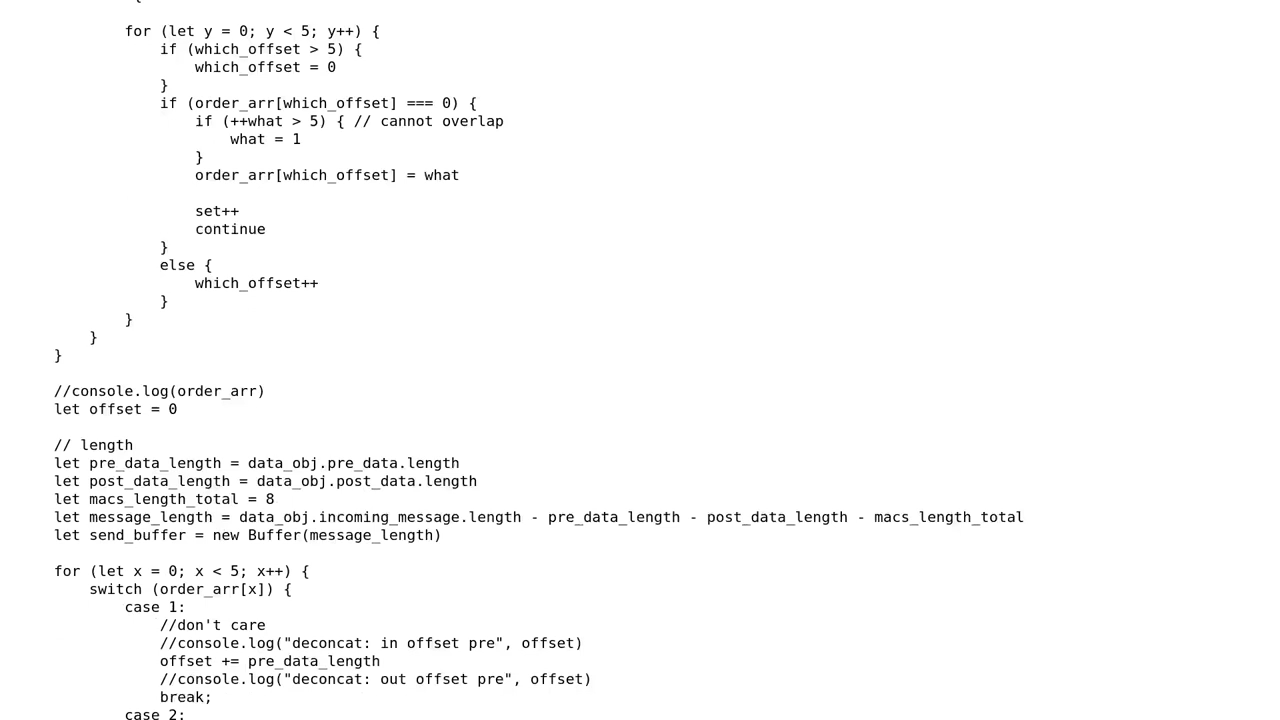 {
for (let y = 0; y < 5; y++) {
if (which_offset > 5) {
which_offset = 0
}
if (order_arr[which_offset] === 0) {
if (++what > 5) { // cannot overlap
what = 1
}
order_arr[which_offset] = what
set++
continue
}
else {
which_offset++
}
}
}
}
//console.log(order_arr)
let offset = 0
// length
let pre_data_length = data_obj.pre_data.length
let post_data_length = data_obj.post_data.length
let macs_length_total = 8
let message_length = data_obj.incoming_message.length - pre_data_length - post_data_length - macs_length_total
let send_buffer = new Buffer(message_length)
for (let x = 0; x < 5; x++) {
switch (order_arr[x]) {
case 1:
//don't care
//console.log("deconcat: in offset pre", offset)
offset += pre_data_length
//console.log("deconcat: out offset pre", offset)
break;
case 2: